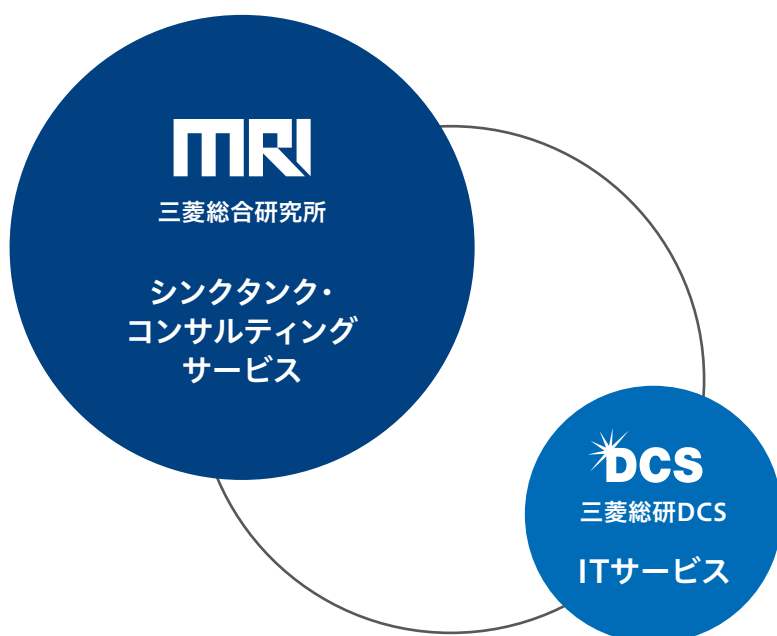 MRI
三菱総合研究所
シンクタンク・
コンサルティング
サービス
DCS
三菱総研DCS
ITサービス